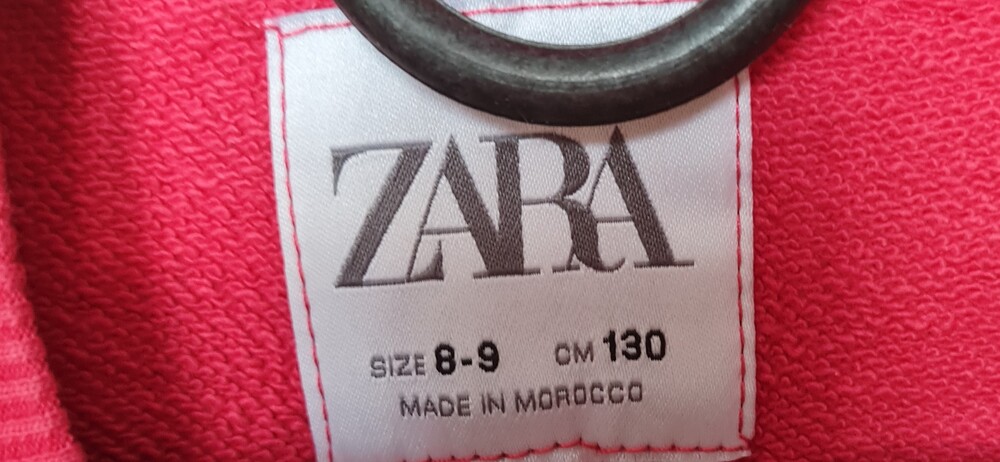 ZARA
SIZE 8-9 CM 130
MADE IN MOROCCO